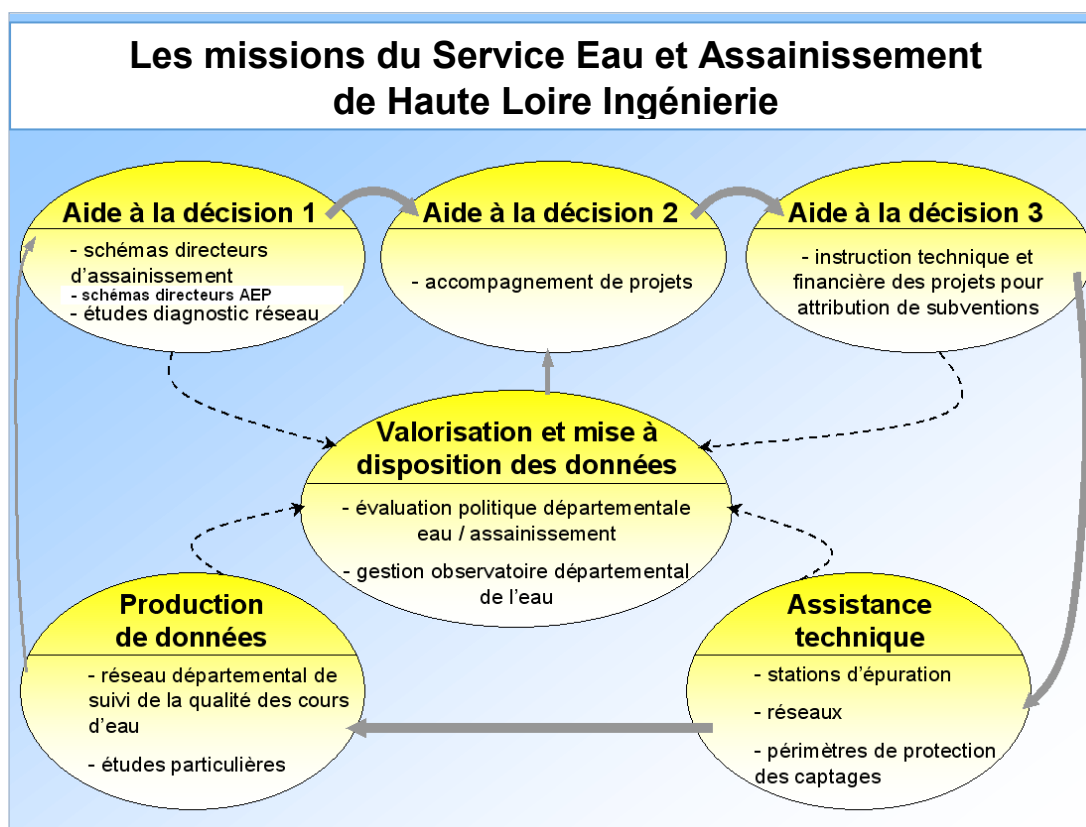 Les missions du Service Eau et Assainissement
de Haute Loire Ingénierie
Aide à la décision 1
- schémas directeurs
d'assainissement
- schémas directeurs AEP
- études diagnostic réseau
Aide à la décision 2
- accompagnement de projets
Aide à la décision 3
- instruction technique et
financière des projets pour
attribution de subventions
Valorisation et mise à
disposition des données
- évaluation politique départementale
eau / assainissement
- gestion observatoire départemental
de l'eau
Production
de données
- réseau départemental de
suivi de la qualité des cours
d'eau
- études particulières
Assistance
technique
- stations d'épuration
- réseaux
- périmètres de protection
des captages